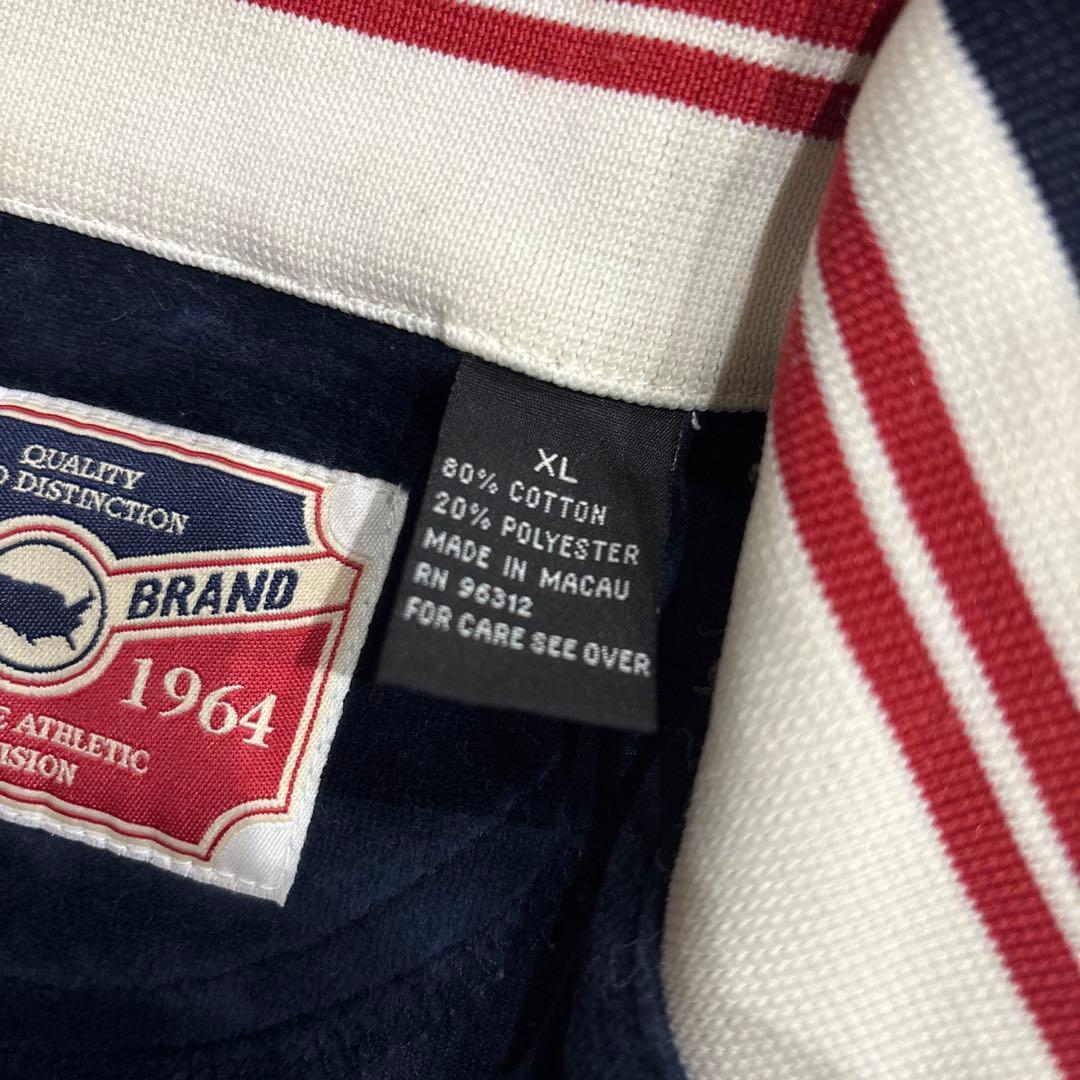 QUALITY
DISTINCTION
BRAND
1964
ATHLETIC
XL
80% COTTON
20% POLYESTER
MADE IN MACAU
RN 96312
FOR CARE SEE OVER